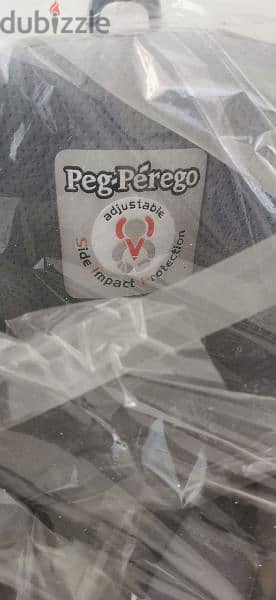 dubizzle
Peg-Pérego
adjustable
Side Impact Protection